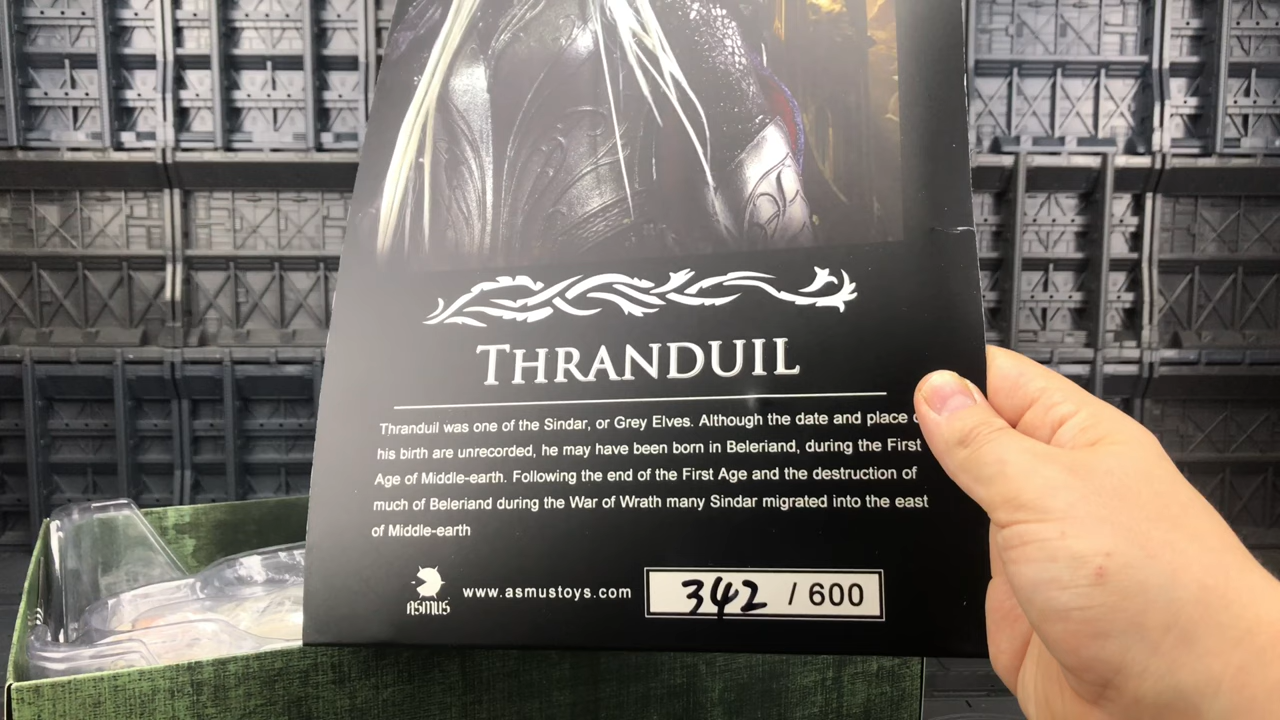 THRANDUIL
Thranduil was one of the Sindar, or Grey Elves. Although the date and place
his birth are unrecorded, he may have been born in Beleriand, during the First
Age of Middle-earth. Following the end of the First Age and the destruction of
much of Beleriand during the War of Wrath many Sindar migrated into the east
of Middle-earth
ASMUS
www.asmustoys.com
342 / 600